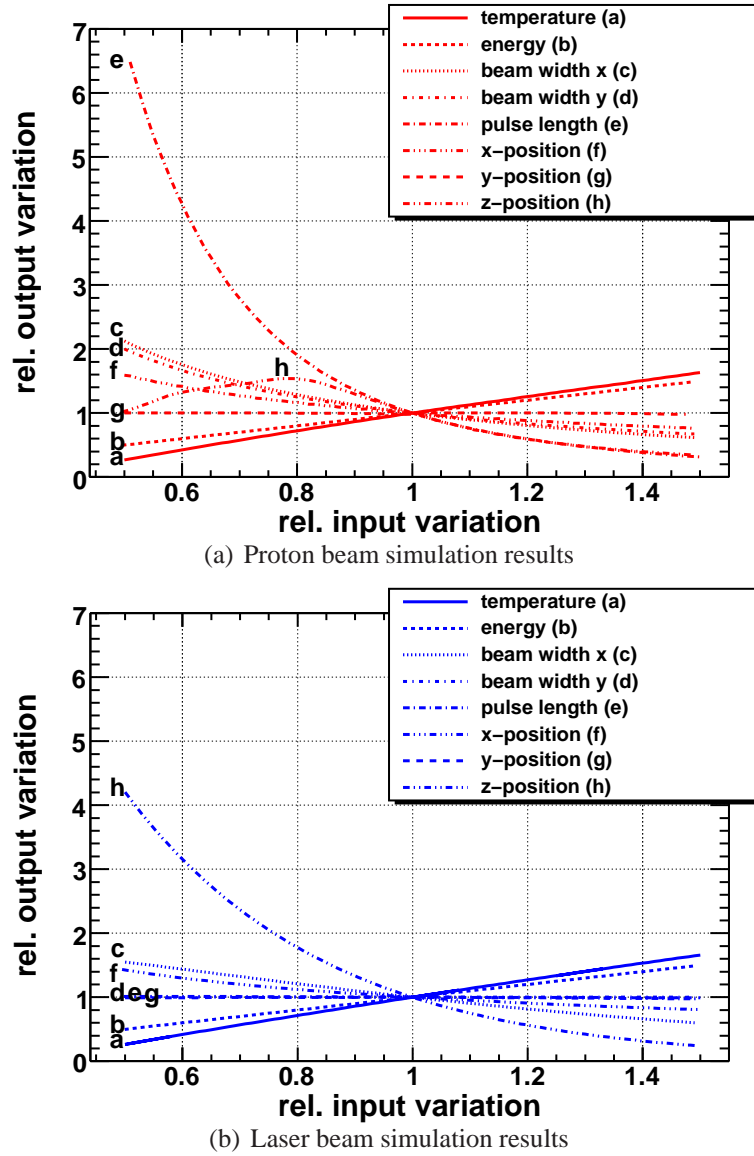 temperature (a)
energy (b)
beam width x (c)
beam width y (d)
pulse length (e)
x−position (f)
y−position (g)
z−position (h)
7
6
5
4
3
2
1
0
rel. output variation
e
c
d
f
g
h
b
a
0.6
0.8
1
1.2
1.4
rel. input variation
(a) Proton beam simulation results
temperature (a)
energy (b)
beam width x (c)
beam width y (d)
pulse length (e)
x−position (f)
y−position (g)
z−position (h)
7
6
5
4
3
2
1
0
rel. output variation
h
c
f
d e g
b
a
0.6
0.8
1
1.2
1.4
rel. input variation
(b) Laser beam simulation results